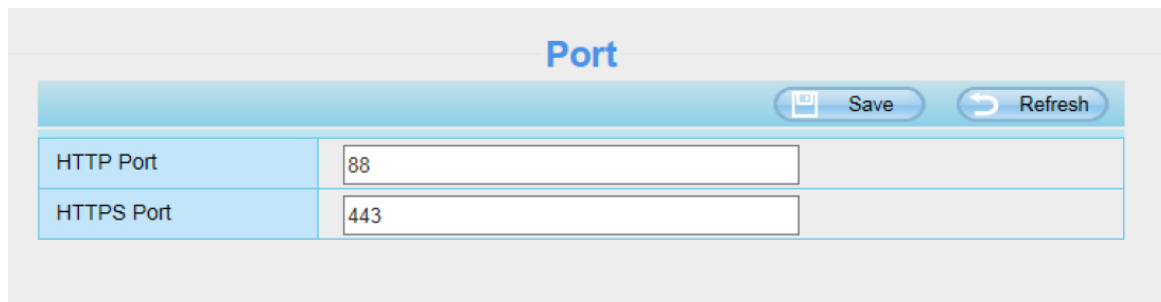 Port
Save Refresh
HTTP Port 88
HTTPS Port 443